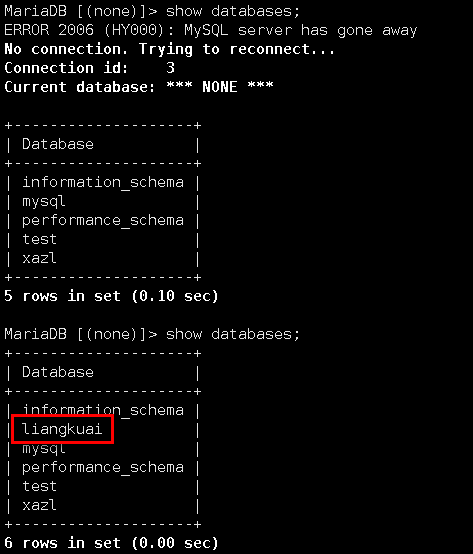 MariaDB [(none)]> show databases;
ERROR 2006 (HY000): MySQL server has gone away
No connection. Trying to reconnect...
Connection id:    3
Current database: *** NONE ***

+--------------------+
| Database           |
+--------------------+
| information_schema |
| mysql              |
| performance_schema |
| test               |
| xazl               |
+--------------------+
5 rows in set (0.10 sec)

MariaDB [(none)]> show databases;
+--------------------+
| Database           |
+--------------------+
| information_schema |
| liangkuai          |
| mysql              |
| performance_schema |
| test               |
| xazl               |
+--------------------+
6 rows in set (0.00 sec)